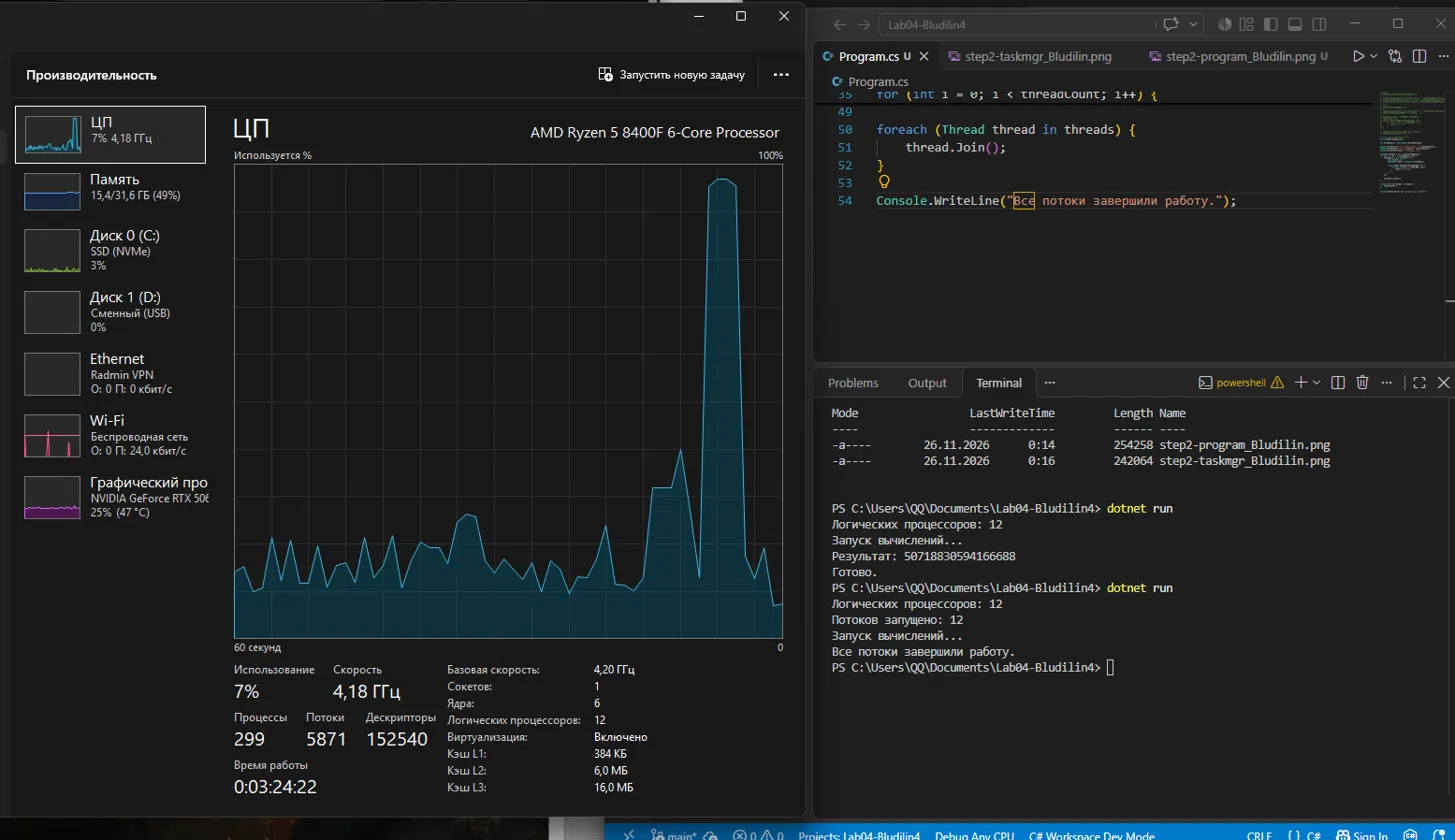 Производительность
Запустить новую задачу
ЦП
7% 4,18 ГГц
Память
15,4/31,6 ГБ (49%)
Диск 0 (C:)
SSD (NVMe)
3%
Диск 1 (D:)
Сменный (USB)
0%
Ethernet
Radmin VPN
О: 0 П: 0 кбит/с
Wi-Fi
Беспроводная сеть
О: 0 П: 24,0 кбит/с
Графический про
NVIDIA GeForce RTX 506
25% (47 °C)
ЦП
AMD Ryzen 5 8400F 6-Core Processor
Используется %
100%
60 секунд
0
Использование
7%
Скорость
4,18 ГГц
Процессы
299
Потоки
5871
Дескрипторы
152540
Время работы
0:03:24:22
Базовая скорость: 4,20 ГГц
Сокетов: 1
Ядра: 6
Логических процессоров: 12
Виртуализация: Включено
Кэш L1: 384 КБ
Кэш L2: 6,0 МБ
Кэш L3: 16,0 МБ
Lab04-Bludilin4
Program.cs U
step2-taskmgr_Bludilin.png
step2-program_Bludilin.png U
Program.cs
35 for (int i = 0; i < threadCount; i++) {
49
50 foreach (Thread thread in threads) {
51 thread.Join();
52 }
53
54 Console.WriteLine("Все потоки завершили работу.");
Problems Output Terminal
powershell
Mode LastWriteTime Length Name
---- ------------- ------ ----
-a---- 26.11.2026 0:14 254258 step2-program_Bludilin.png
-a---- 26.11.2026 0:16 242064 step2-taskmgr_Bludilin.png
PS C:\Users\QQ\Documents\Lab04-Bludilin4> dotnet run
Логических процессоров: 12
Запуск вычислений...
Результат: 50718830594166688
Готово.
PS C:\Users\QQ\Documents\Lab04-Bludilin4> dotnet run
Логических процессоров: 12
Потоков запущено: 12
Запуск вычислений...
Все потоки завершили работу.
PS C:\Users\QQ\Documents\Lab04-Bludilin4>
main* 0 0 Projects: Lab04-Bludilin4 Debug Any CPU C# Workspace Dev Mode CRLF {} C# Sign In